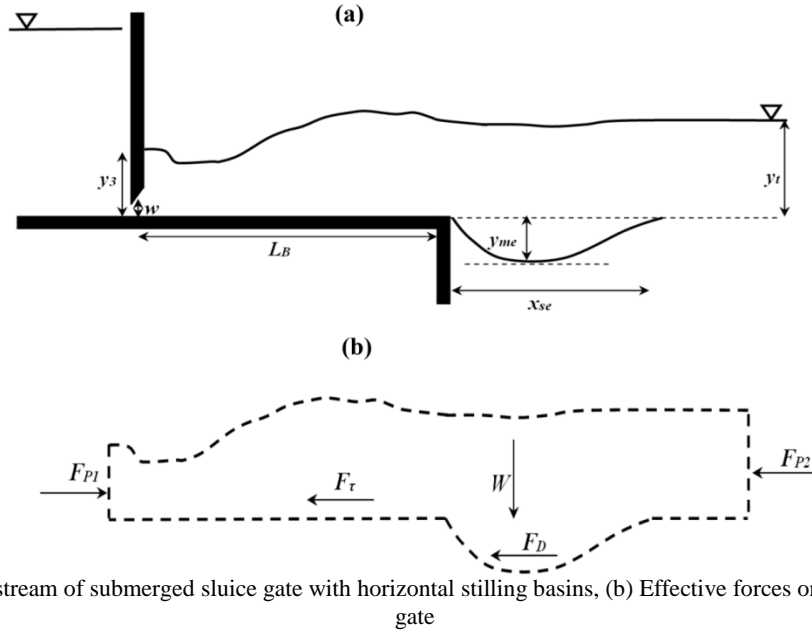 (a)
y3
w
yt
LB
yme
xse
(b)
FP1
Fτ
W
FP2
FD
stream of submerged sluice gate with horizontal stilling basins, (b) Effective forces
gate